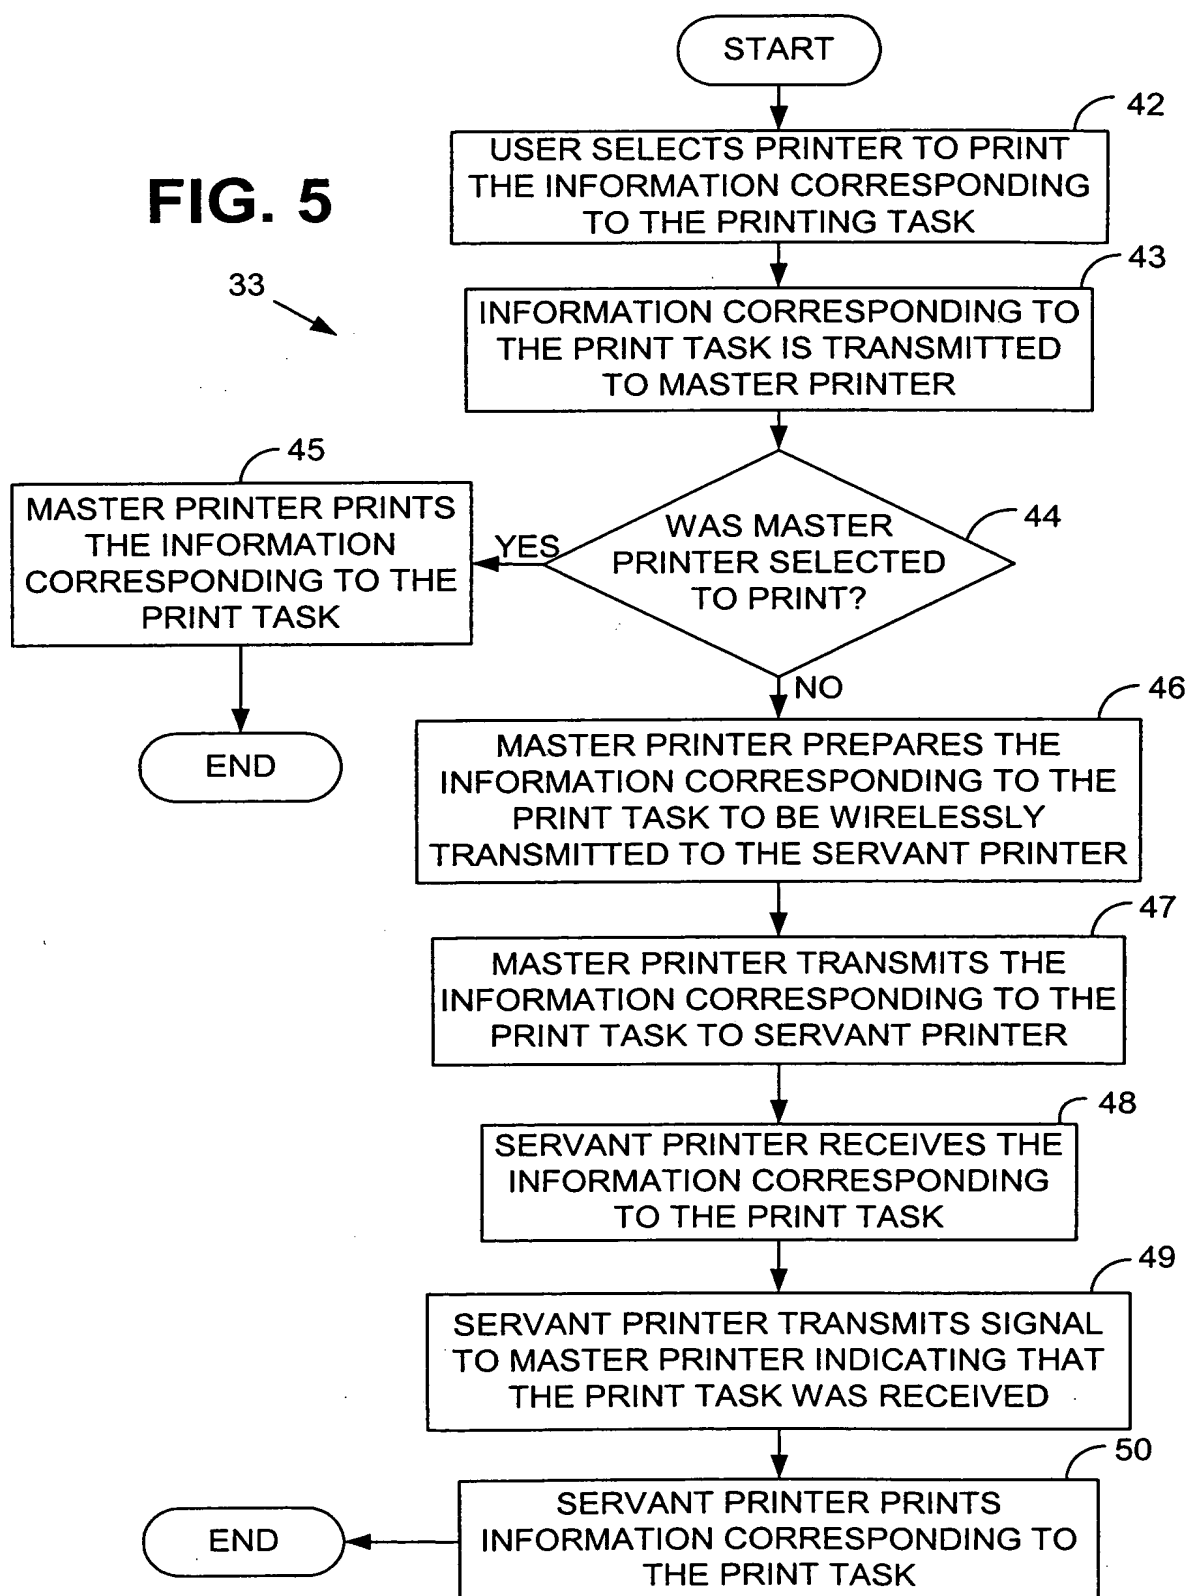 START
42
USER SELECTS PRINTER TO PRINT
THE INFORMATION CORRESPONDING
TO THE PRINTING TASK
FIG. 5
33
43
INFORMATION CORRESPONDING TO
THE PRINT TASK IS TRANSMITTED
TO MASTER PRINTER
45
MASTER PRINTER PRINTS
THE INFORMATION
CORRESPONDING TO THE
PRINT TASK
YES
44
WAS MASTER
PRINTER SELECTED
TO PRINT?
NO
END
46
MASTER PRINTER PREPARES THE
INFORMATION CORRESPONDING TO THE
PRINT TASK TO BE WIRELESSLY
TRANSMITTED TO THE SERVANT PRINTER
47
MASTER PRINTER TRANSMITS THE
INFORMATION CORRESPONDING TO THE
PRINT TASK TO SERVANT PRINTER
48
SERVANT PRINTER RECEIVES THE
INFORMATION CORRESPONDING
TO THE PRINT TASK
49
SERVANT PRINTER TRANSMITS SIGNAL
TO MASTER PRINTER INDICATING THAT
THE PRINT TASK WAS RECEIVED
50
SERVANT PRINTER PRINTS
INFORMATION CORRESPONDING TO
THE PRINT TASK
END